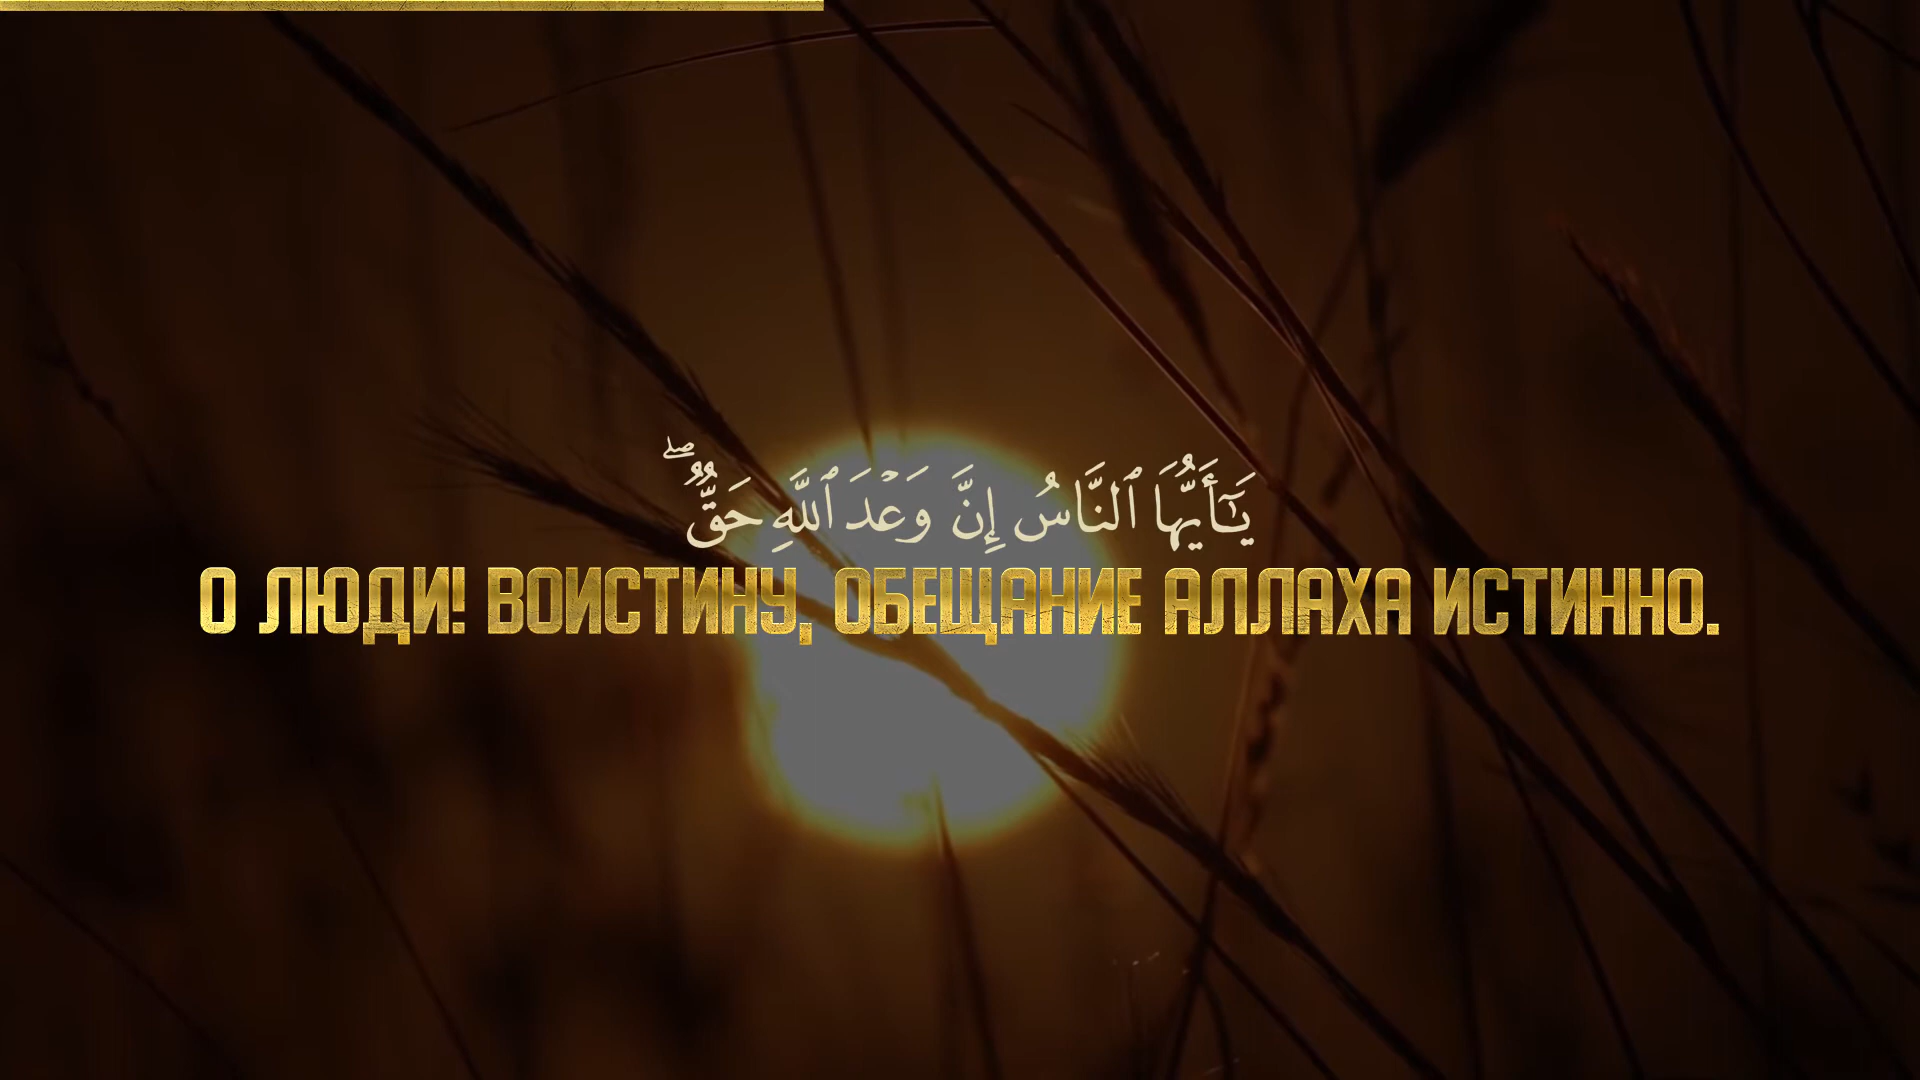 يَـٰٓأَيُّهَا ٱلنَّاسُ إِنَّ وَعْدَ ٱللَّهِ حَقٌّ ۖ
О ЛЮДИ! ВОИСТИНУ, ОБЕЩАНИЕ АЛЛАХА ИСТИННО.